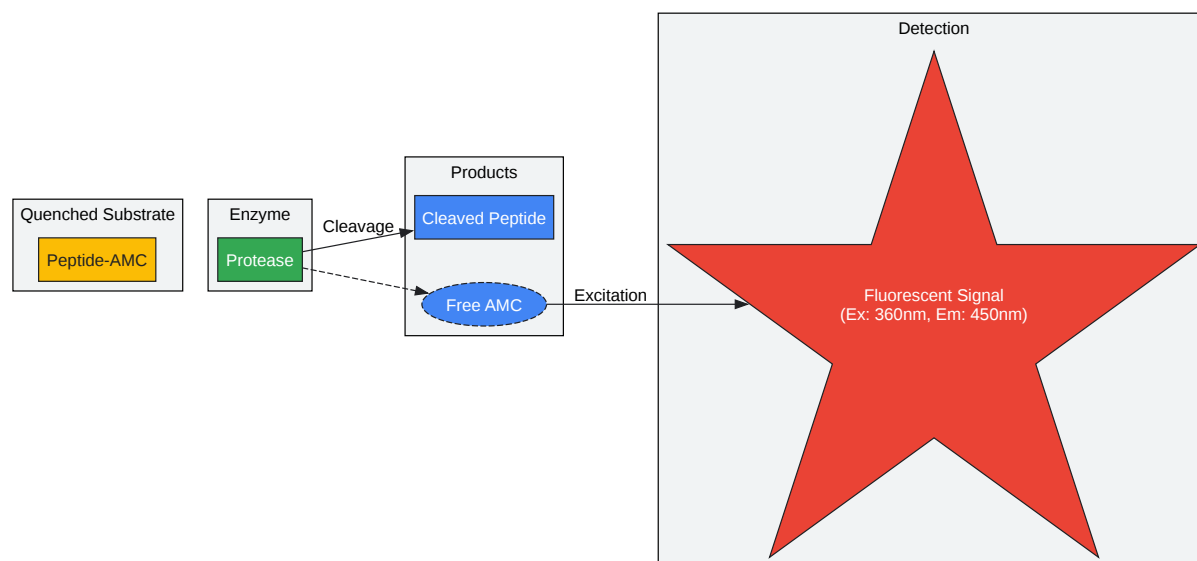 Quenched Substrate
Peptide-AMC
Enzyme
Protease
Cleavage
Products
Cleaved Peptide
Free AMC
Excitation
Detection
Fluorescent Signal
(Ex: 360nm, Em: 450nm)